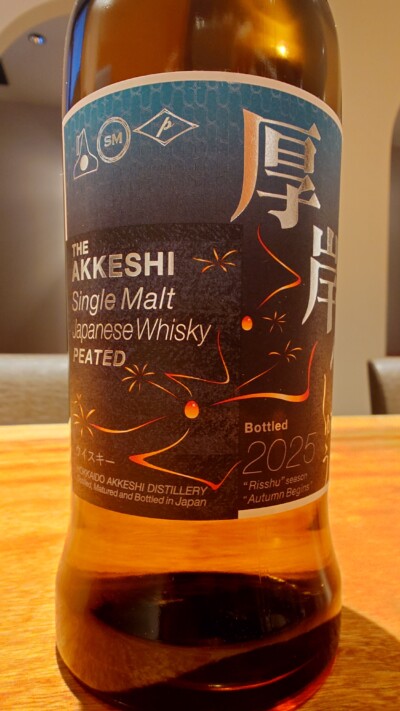 SM
P
厚岸
THE
AKKESHI
Single Malt
Japanese Whisky
PEATED
ウイスキー
HOKKAIDO AKKESHI DISTILLERY
Matured and Bottled in Japan
Bottled
2025
"Risshu" season
"Autumn Begins"